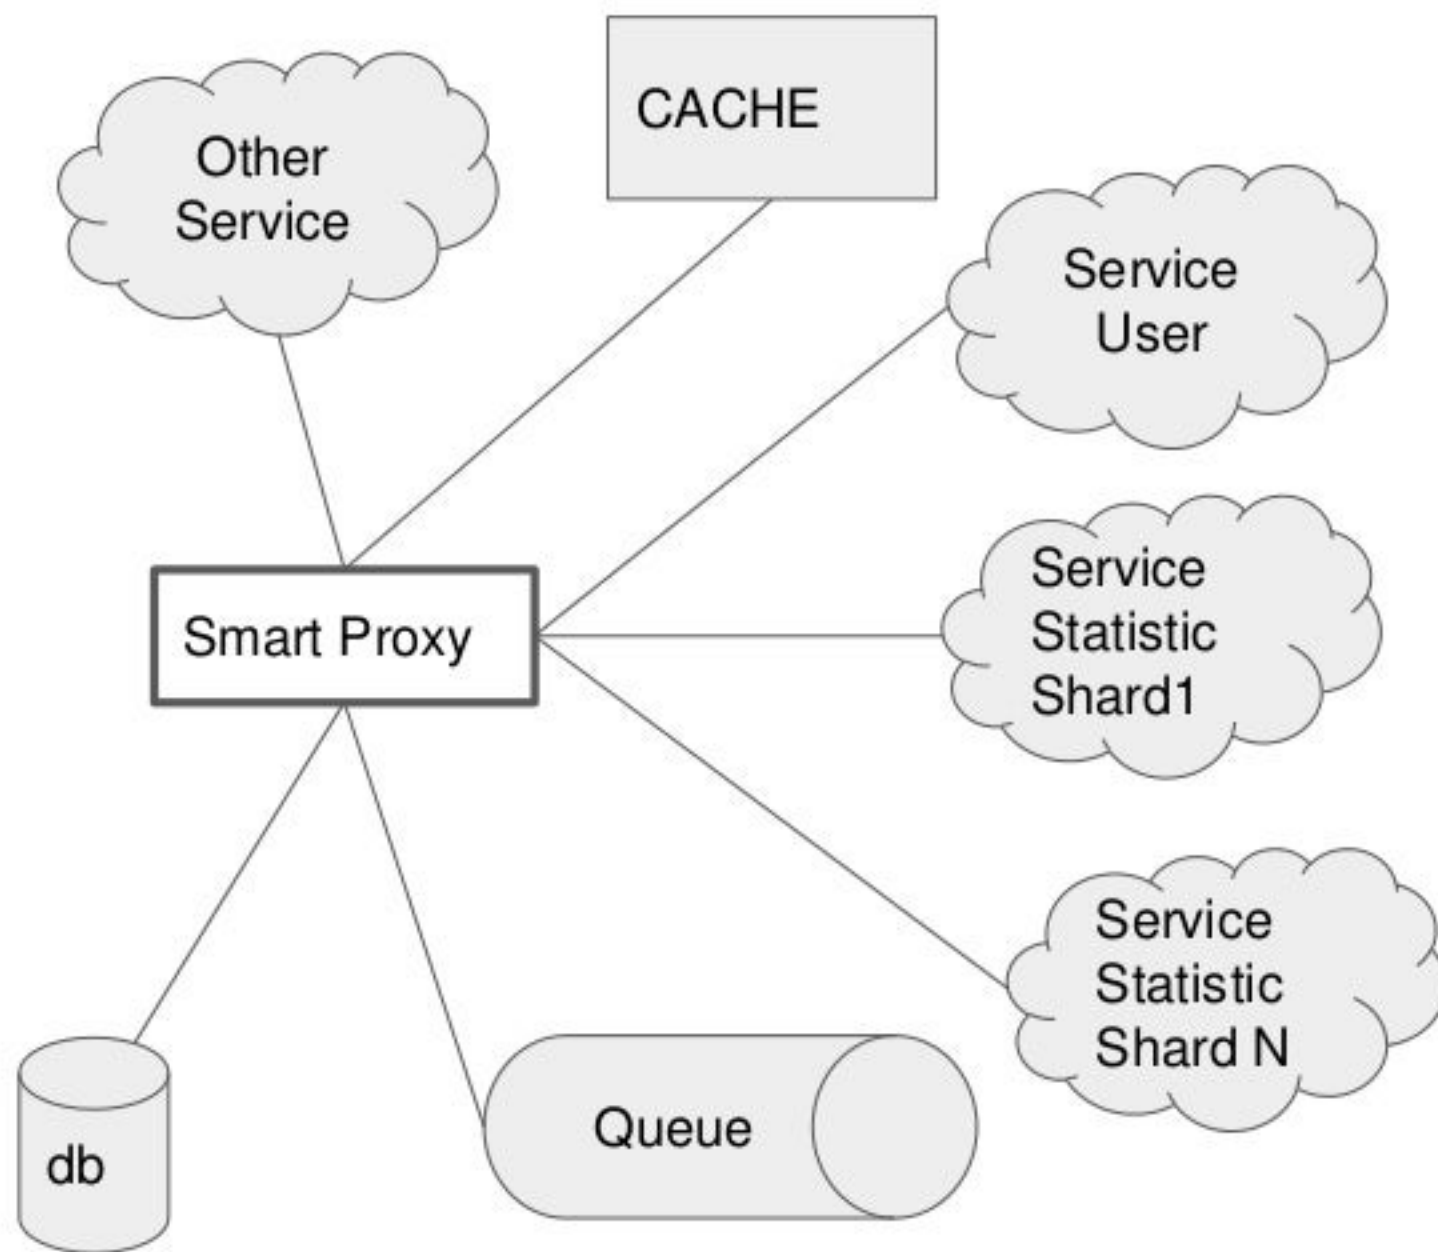 CACHE
Other
Service
Service
User
Service
Statistic
Shard1
Smart Proxy
Service
Statistic
Shard N
Queue
db